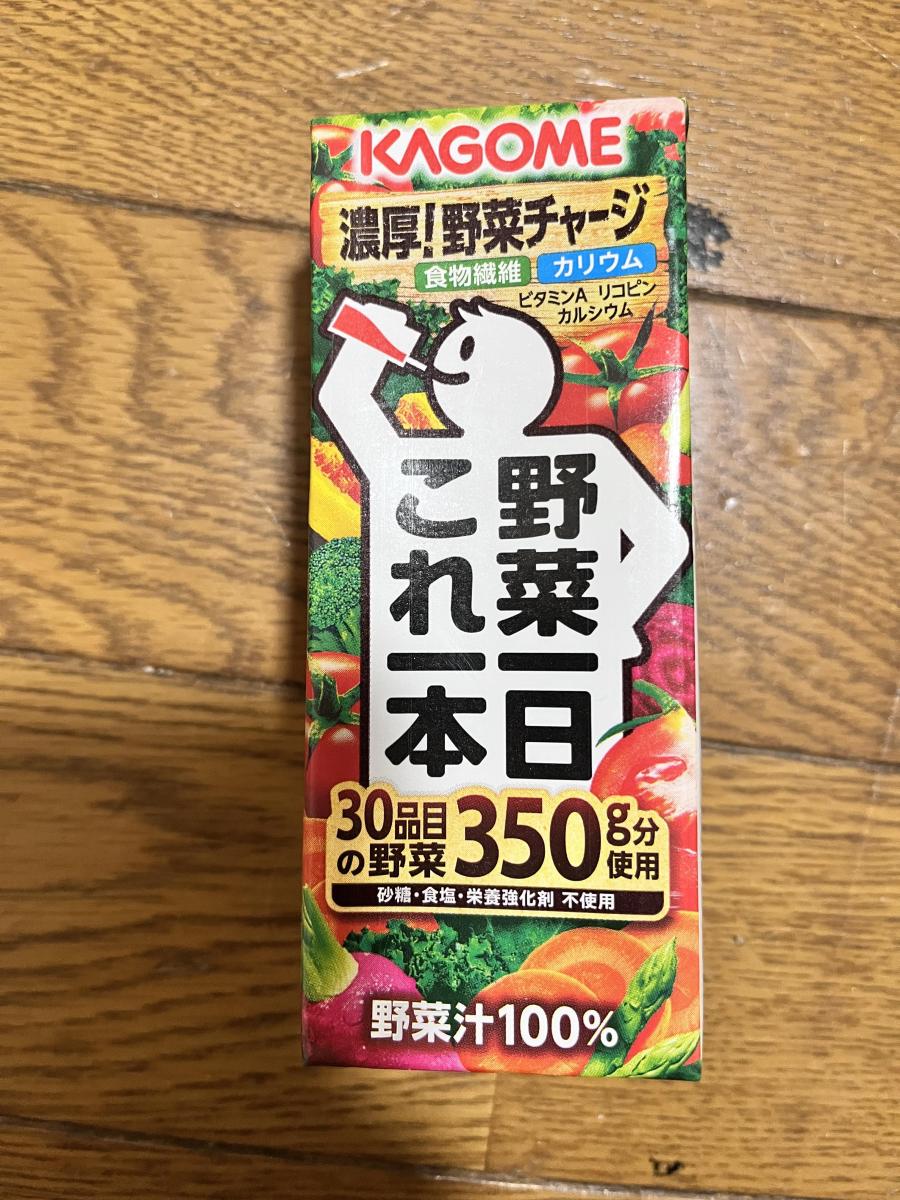 KAGOME
濃厚!野菜チャージ
食物繊維 カリウム
ビタミンA リコピン
カルシウム
野菜一日
これ一本
30品目
の野菜
350g分
使用
砂糖・食塩・栄養強化剤 不使用
野菜汁100%